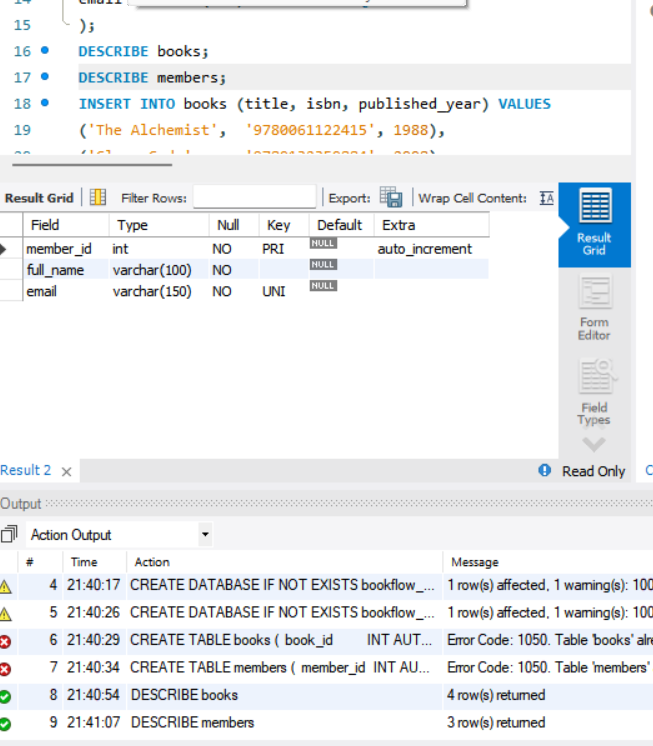 14 email
15 );
16 DESCRIBE books;
17 DESCRIBE members;
18 INSERT INTO books (title, isbn, published_year) VALUES
19 ('The Alchemist', '9780061122415', 1988),
Result Grid Filter Rows: Export: Wrap Cell Content: IA
Field Type Null Key Default Extra
member_id int NO PRI NULL auto_increment
full_name varchar(100) NO NULL
email varchar(150) NO UNI NULL
Result
Grid
Form
Editor
Field
Types
Result 2 × Read Only
Output
Action Output
# Time Action Message
4 21:40:17 CREATE DATABASE IF NOT EXISTS bookflow_... 1 row(s) affected, 1 warning(s): 100
5 21:40:26 CREATE DATABASE IF NOT EXISTS bookflow_... 1 row(s) affected, 1 warning(s): 100
6 21:40:29 CREATE TABLE books ( book_id INT AUT... Error Code: 1050. Table 'books' alre
7 21:40:34 CREATE TABLE members ( member_id INT AU... Error Code: 1050. Table 'members'
8 21:40:54 DESCRIBE books 4 row(s) returned
9 21:41:07 DESCRIBE members 3 row(s) returned